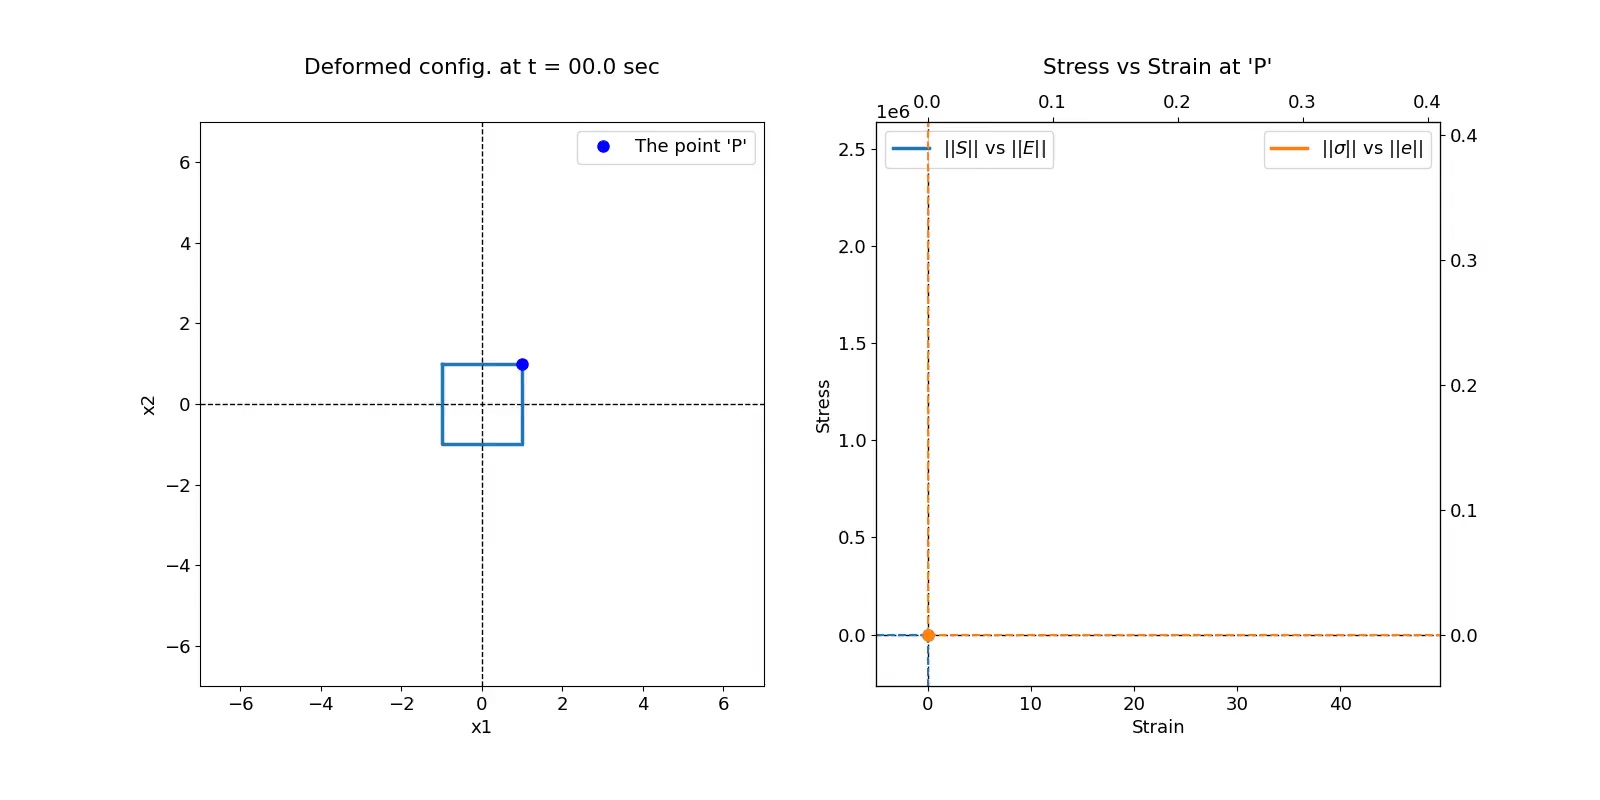 Deformed config. at t = 00.0 sec
The point 'P'
6
4
2
0
−2
−4
−6
x2
−6 −4 −2 0 2 4 6
x1
Stress vs Strain at 'P'
0.0 0.1 0.2 0.3 0.4
1e6
||S|| vs ||E||
||σ|| vs ||e||
2.5
2.0
1.5
1.0
0.5
0.0
Stress
0.4
0.3
0.2
0.1
0.0
0 10 20 30 40
Strain